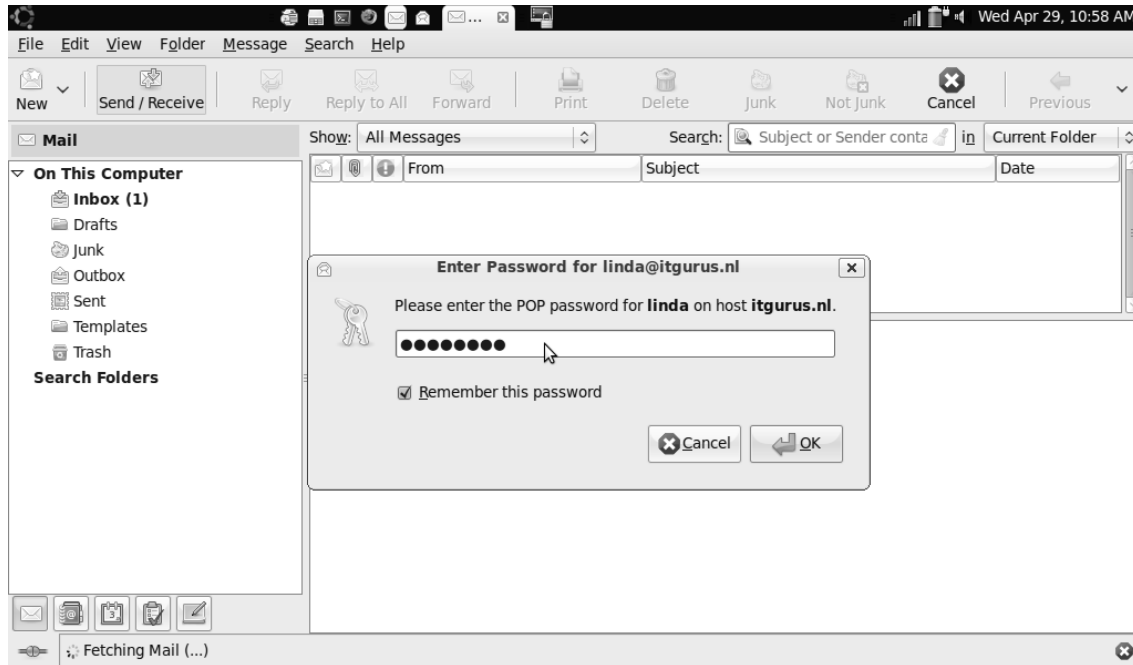 Wed Apr 29, 10:58 AM
File Edit View Folder Message Search Help
New Send / Receive Reply Reply to All Forward Print Delete Junk Not Junk Cancel Previous
Mail Show: All Messages Search: Subject or Sender conta in Current Folder
On This Computer
From Subject Date
Inbox (1)
Drafts
Junk
Outbox
Sent
Templates
Trash
Search Folders
Enter Password for linda@itgurus.nl
Please enter the POP password for linda on host itgurus.nl.
●●●●●●●●
Remember this password
Cancel OK
Fetching Mail (...)